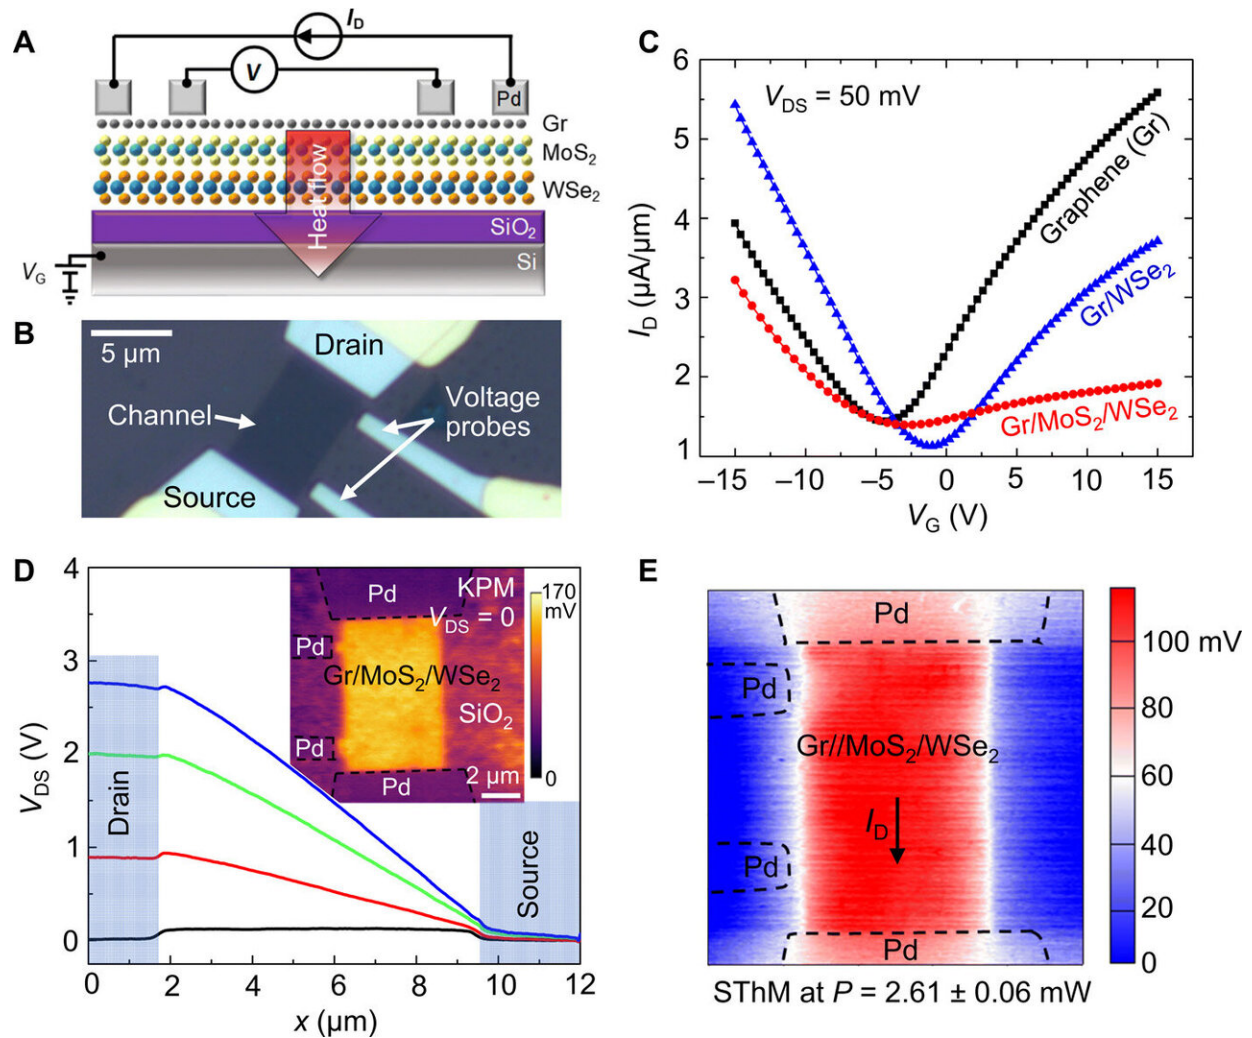 A
I_D
V
Pd
Gr
MoS₂
WSe₂
Heat flow
SiO₂
Si
V_G
B
5 µm
Drain
Channel
Voltage
probes
Source
C
V_DS = 50 mV
Graphene (Gr)
Gr/WSe₂
Gr/MoS₂/WSe₂
I_D (µA/µm)
6
5
4
3
2
1
–15
–10
–5
0
5
10
15
V_G (V)
D
V_DS (V)
4
3
2
1
0
Drain
Source
Pd
KPM
V_DS = 0
170
mV
0
Pd
Gr/MoS₂/WSe₂
SiO₂
Pd
Pd
2 µm
0
2
4
6
8
10
12
x (µm)
E
Pd
Pd
Gr//MoS₂/WSe₂
I_D
Pd
Pd
100 mV
80
60
40
20
0
SThM at P = 2.61 ± 0.06 mW